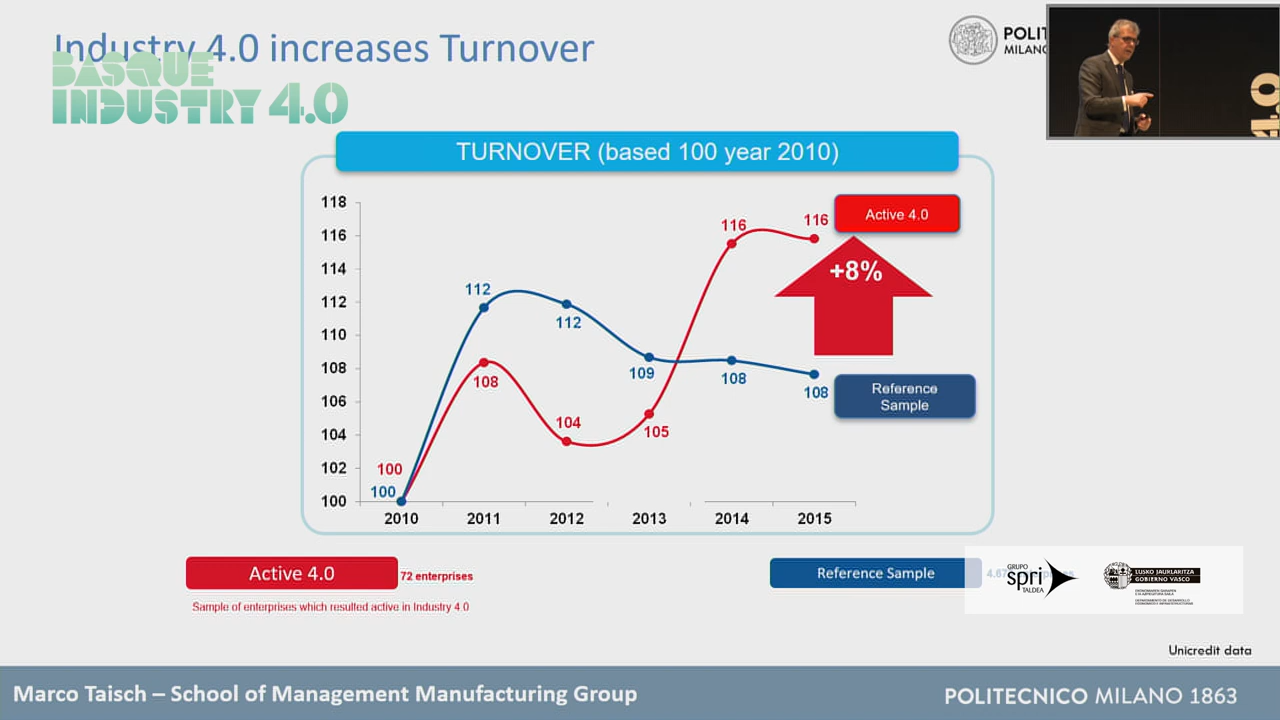 Industry 4.0 increases Turnover
BASQUE
INDUSTRY 4.0
MILANO
TURNOVER (based 100 year 2010)
118
116
114
112
110
108
106
104
102
100
116
116
112
112
109
108
108
108
104
105
100
100
Active 4.0
+8%
Reference
Sample
2010 2011 2012 2013 2014 2015
Active 4.0 72 enterprises
Sample of enterprises which resulted active in Industry 4.0
Reference Sample
GRUPO
spri
TALDEA
EUSKO JAURLARITZA
GOBIERNO VASCO
Unicredit data
Marco Taisch – School of Management Manufacturing Group
POLITECNICO MILANO 1863